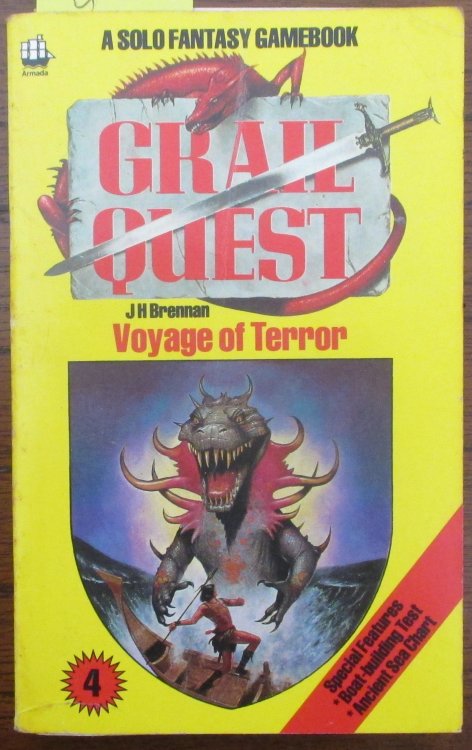 A SOLO FANTASY GAMEBOOK
Armada
GRAIL
QUEST
J H Brennan
Voyage of Terror
4
Special Features
* Boat-building Test
* Ancient Sea Chart